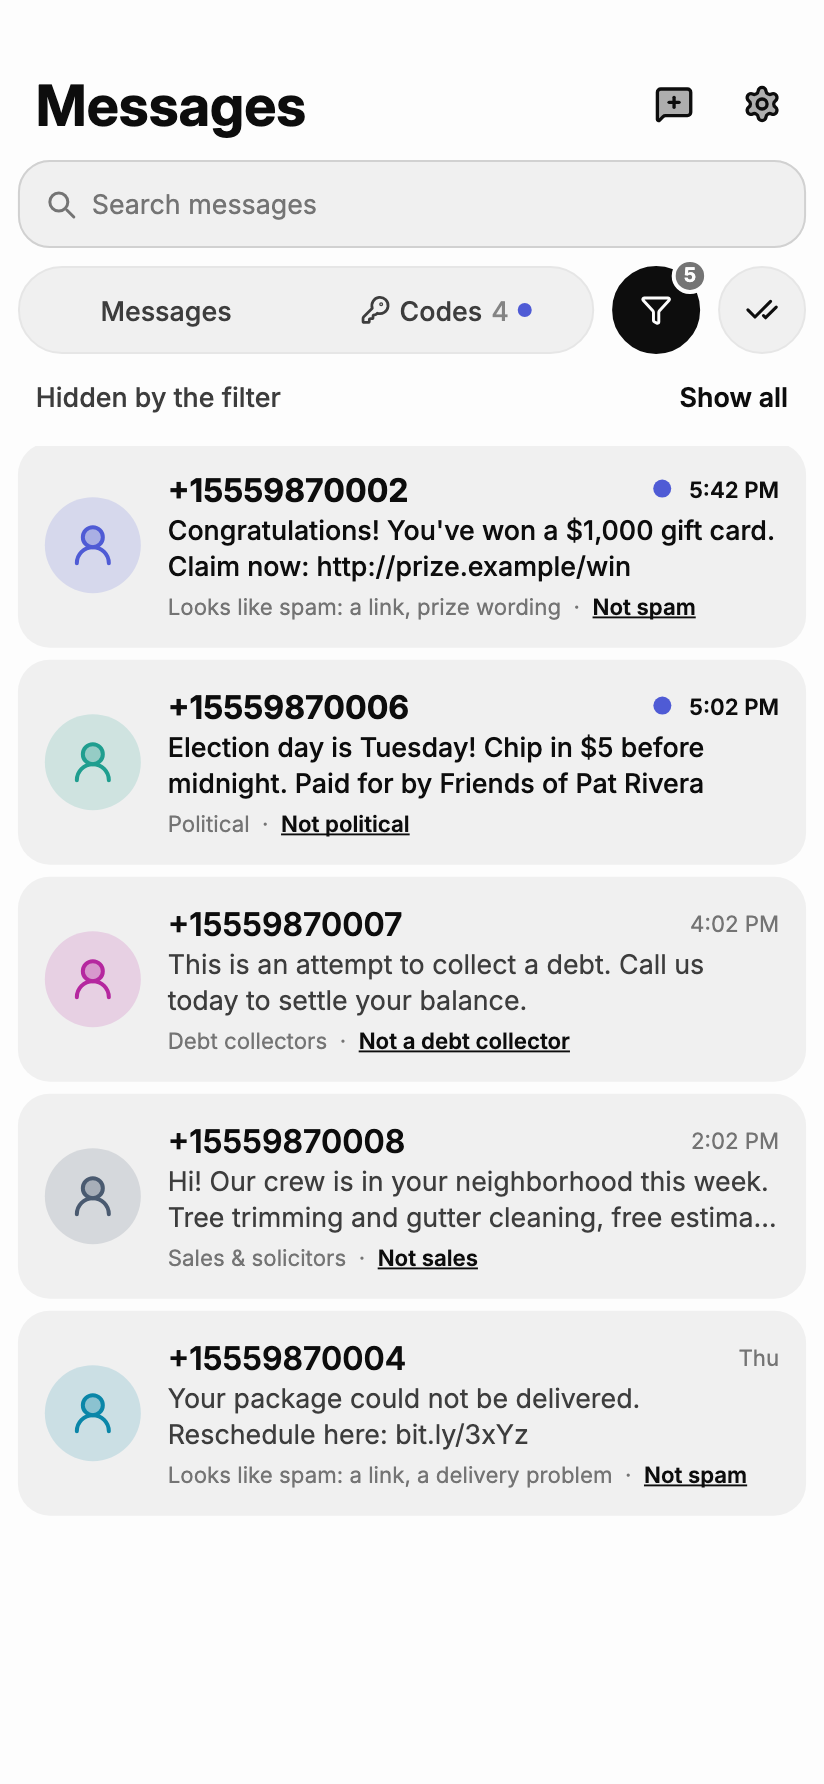 Messages
Search messages
Messages
Codes 4
5
Hidden by the filter
Show all
+15559870002
5:42 PM
Congratulations! You've won a $1,000 gift card.
Claim now: http://prize.example/win
Looks like spam: a link, prize wording · Not spam
+15559870006
5:02 PM
Election day is Tuesday! Chip in $5 before
midnight. Paid for by Friends of Pat Rivera
Political · Not political
+15559870007
4:02 PM
This is an attempt to collect a debt. Call us
today to settle your balance.
Debt collectors · Not a debt collector
+15559870008
2:02 PM
Hi! Our crew is in your neighborhood this week.
Tree trimming and gutter cleaning, free estima...
Sales & solicitors · Not sales
+15559870004
Thu
Your package could not be delivered.
Reschedule here: bit.ly/3xYz
Looks like spam: a link, a delivery problem · Not spam